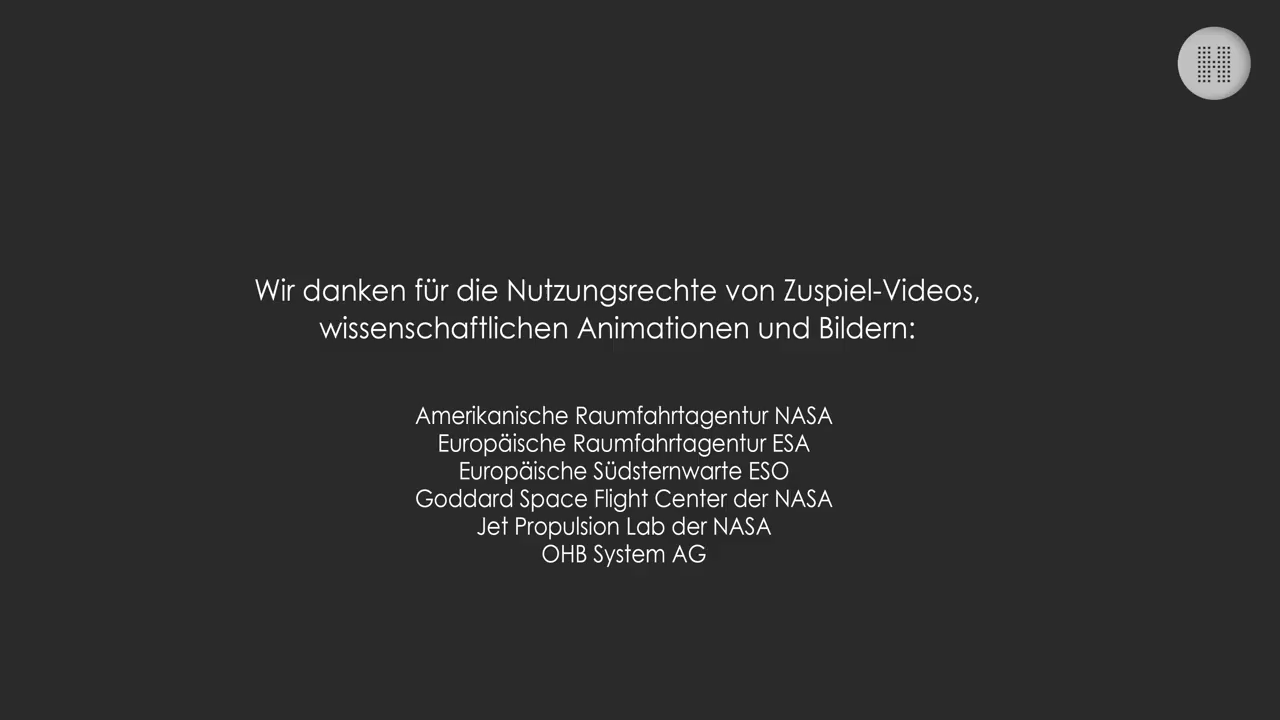 H
Wir danken für die Nutzungsrechte von Zuspiel-Videos,
wissenschaftlichen Animationen und Bildern:
Amerikanische Raumfahrtagentur NASA
Europäische Raumfahrtagentur ESA
Europäische Südsternwarte ESO
Goddard Space Flight Center der NASA
Jet Propulsion Lab der NASA
OHB System AG